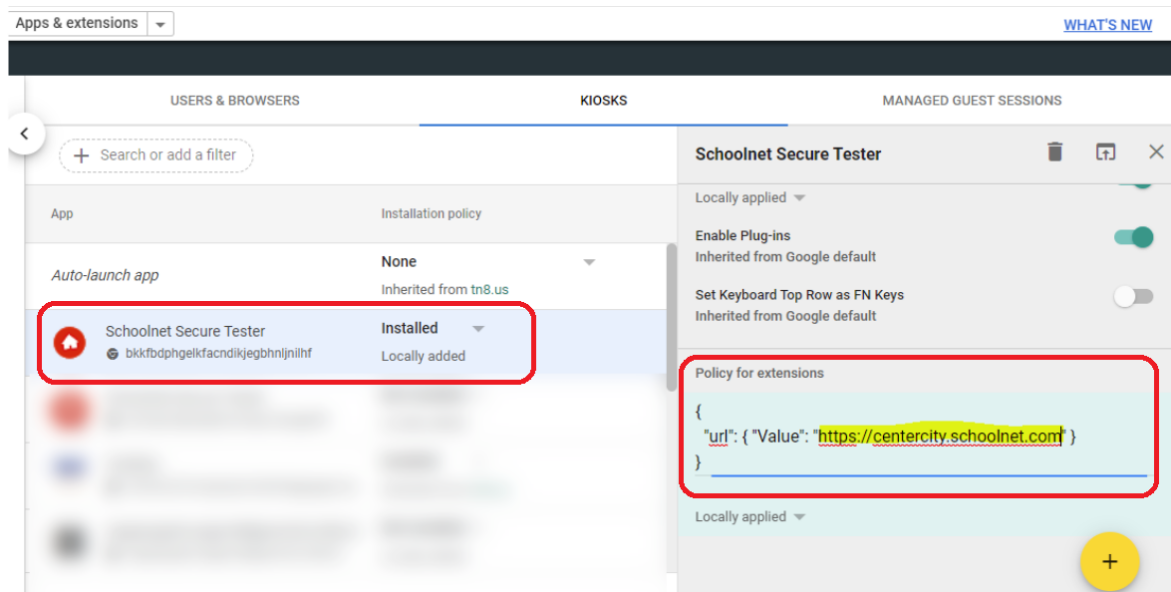 Apps & extensions
WHAT'S NEW
USERS & BROWSERS
KIOSKS
MANAGED GUEST SESSIONS
+ Search or add a filter
App
Installation policy
Auto-launch app
None
Inherited from tn8.us
Schoolnet Secure Tester
bkkfbdphgelkfacndikjegbhnljnilhf
Installed
Locally added
Schoolnet Secure Tester
Locally applied
Enable Plug-ins
Inherited from Google default
Set Keyboard Top Row as FN Keys
Inherited from Google default
Policy for extensions
{
"url": { "Value": "https://centercity.schoolnet.com" }
}
Locally applied
+